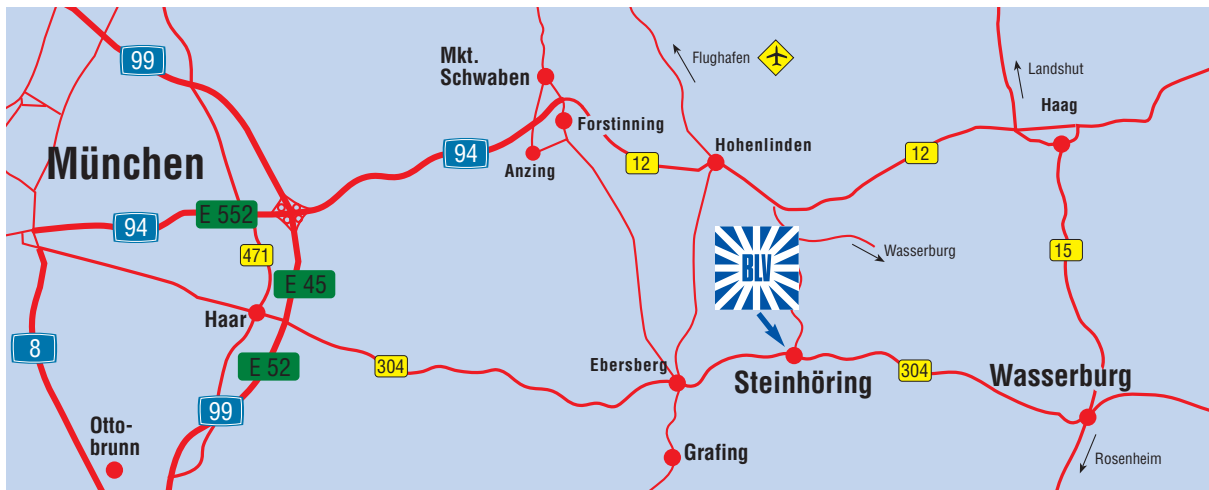 99
Mkt.
Schwaben
Flughafen
Landshut
Haag
Forstinning
München
94
Anzing
12
Hohenlinden
12
94
E 552
471
BLV
Wasserburg
15
E 45
Haar
8
E 52
304
Ebersberg
Steinhöring
304
Wasserburg
99
Otto-
brunn
Grafing
Rosenheim